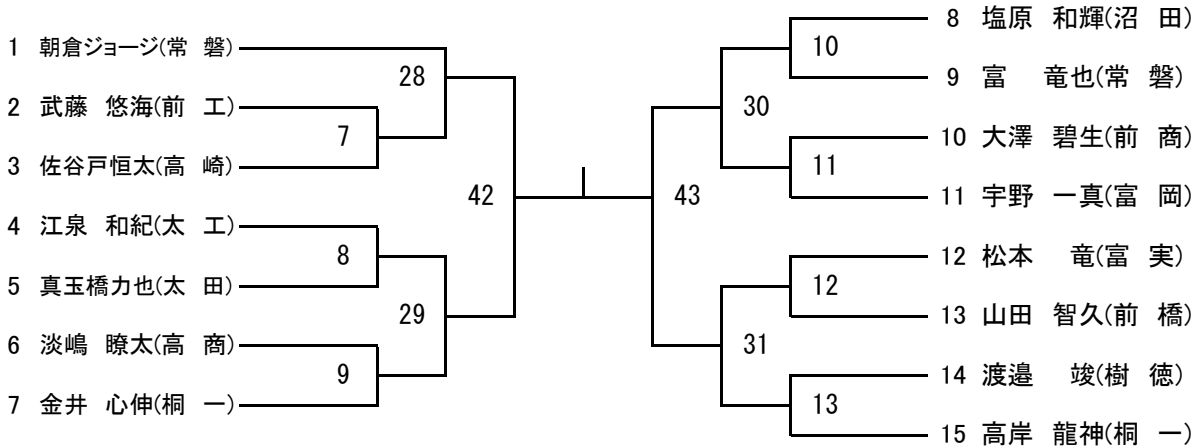 1 朝倉ジョージ(常 磐)
2 武藤 悠海(前 工)
3 佐谷戸恒太(高 崎)
4 江泉 和紀(太 工)
5 真玉橋力也(太 田)
6 淡嶋 瞭太(高 商)
7 金井 心伸(桐 一)
28
7
8
29
9
42
43
10
30
11
12
31
13
8 塩原 和輝(沼 田)
9 富 竜也(常 磐)
10 大澤 碧生(前 商)
11 宇野 一真(富 岡)
12 松本 竜(富 実)
13 山田 智久(前 橋)
14 渡邉 竣(樹 徳)
15 高岸 龍神(桐 一)